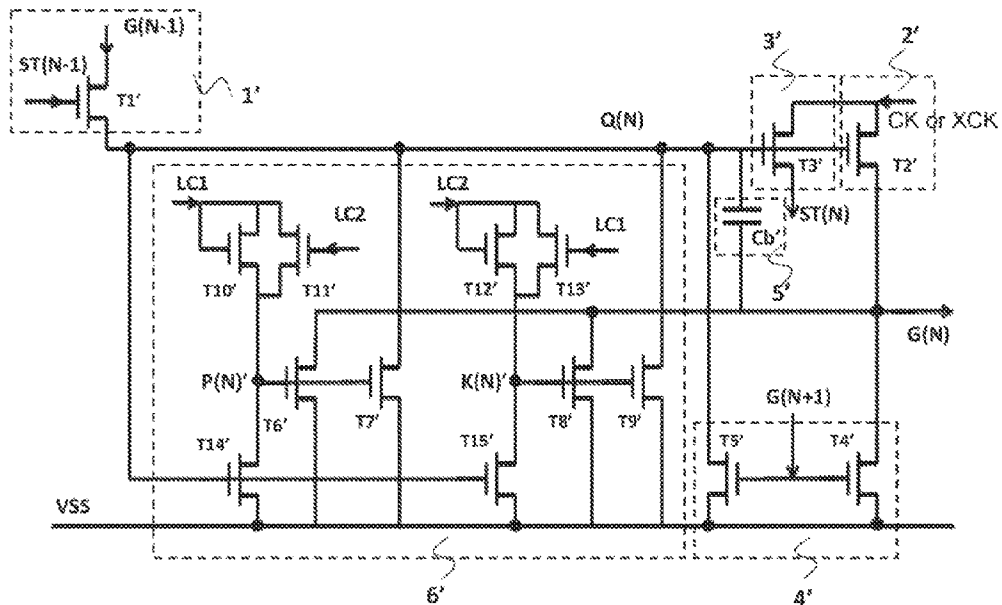 G(N-1)
ST(N-1)
T1'
1'
3'
2'
Q(N)
CK or XCK
T3'
T2'
ST(N)
LC1
LC2
LC2
LC1
Cb'
T10'
T11'
T12'
T13'
5'
G(N)
P(N)'
K(N)'
T6'
T7'
T8'
T9'
G(N+1)
T14'
T15'
T5'
T4'
VSS
6'
4'